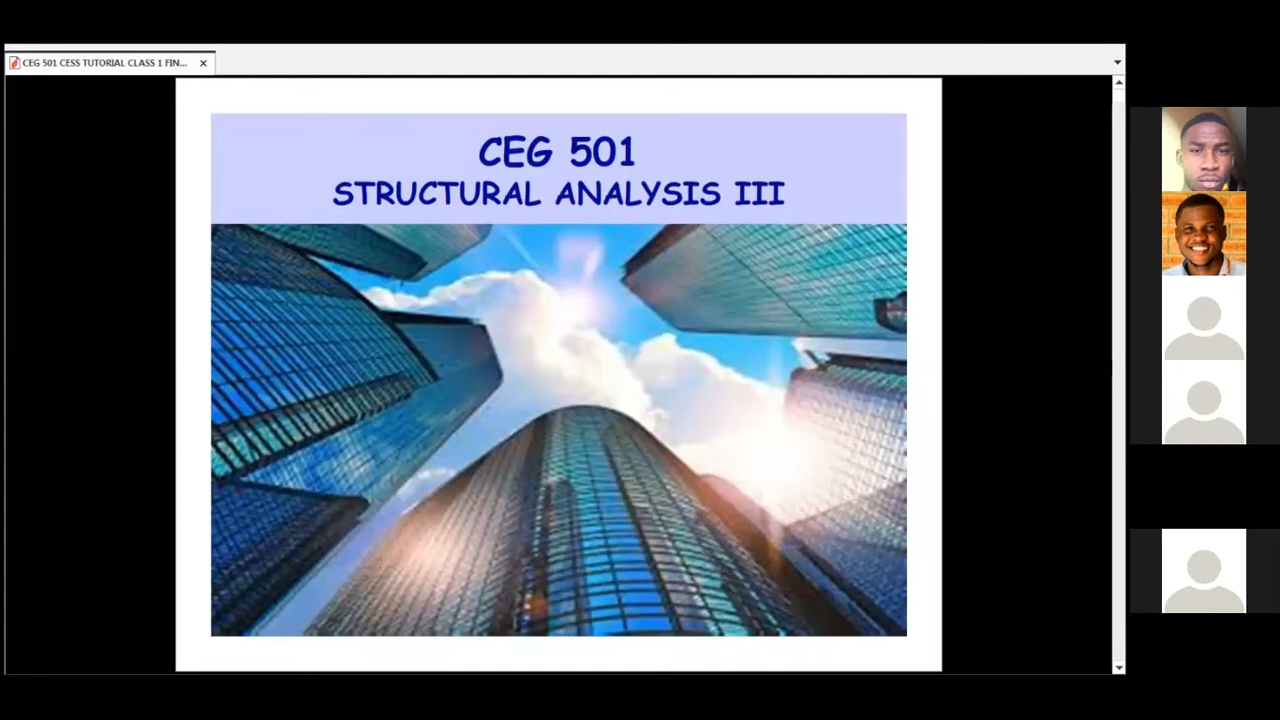 CEG 501 CESS TUTORIAL CLASS 1 FIN...
CEG 501
STRUCTURAL ANALYSIS III